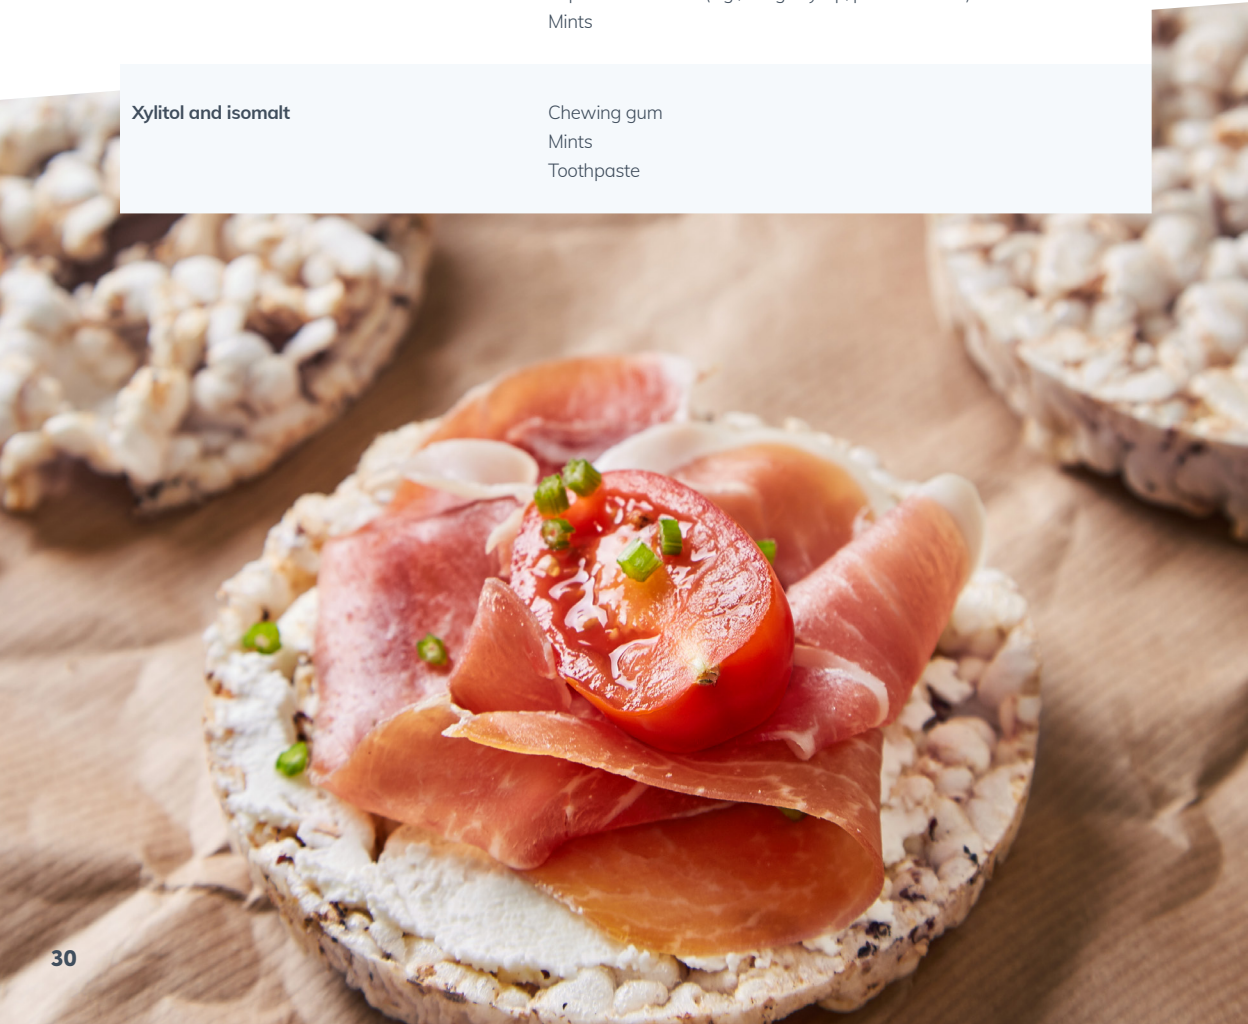 Mints
Xylitol and isomalt
Chewing gum
Mints
Toothpaste
30